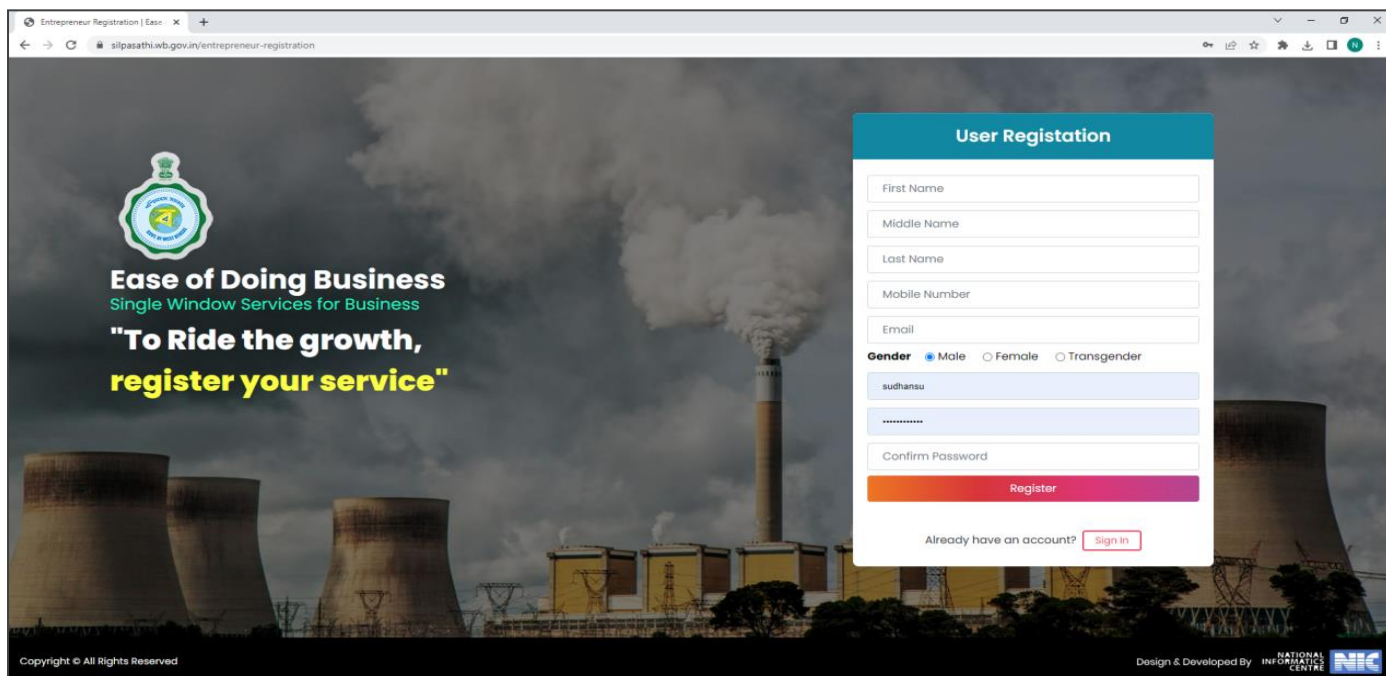 Entrepreneur Registration | Ease
silpasathi.wb.gov.in/entrepreneur-registration
N
Ease of Doing Business
Single Window Services for Business
"To Ride the growth,
register your service"
User Registation
First Name
Middle Name
Last Name
Mobile Number
Email
Gender Male Female Transgender
sudhansu
••••••••••••
Confirm Password
Register
Already have an account? Sign In
Copyright © All Rights Reserved
Design & Developed By NATIONAL INFORMATICS CENTRE NIC